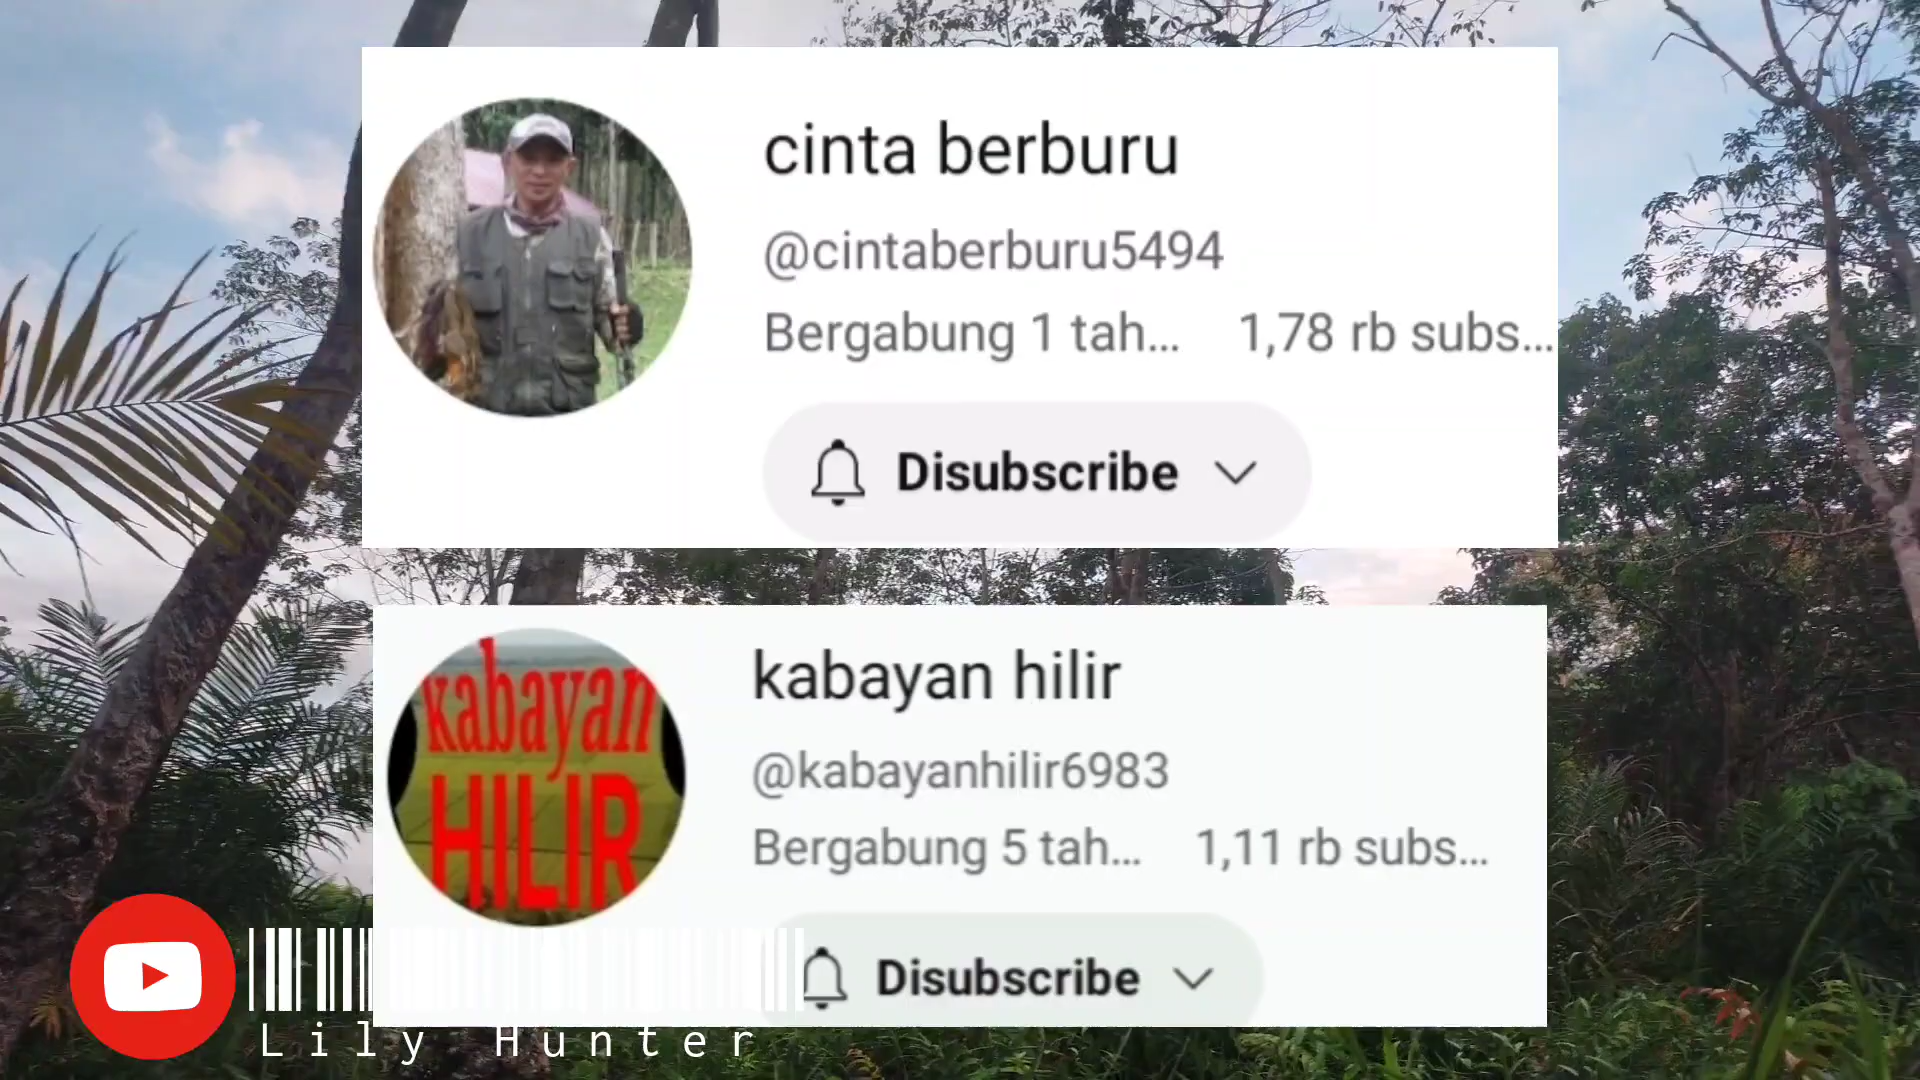 cinta berburu
@cintaberburu5494
Bergabung 1 tah... 1,78 rb subs...
Disubscribe
kabayan hilir
@kabayanhilir6983
Bergabung 5 tah... 1,11 rb subs...
Disubscribe
kabayan
HILIR
Lily Hunter